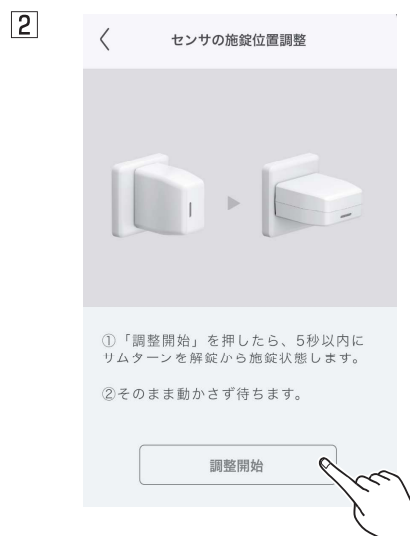 2
センサの施錠位置調整
①「調整開始」を押したら、5秒以内に
リムターンを解錠から施錠状態します。
②そのまま動かさず待ちます。
調整開始